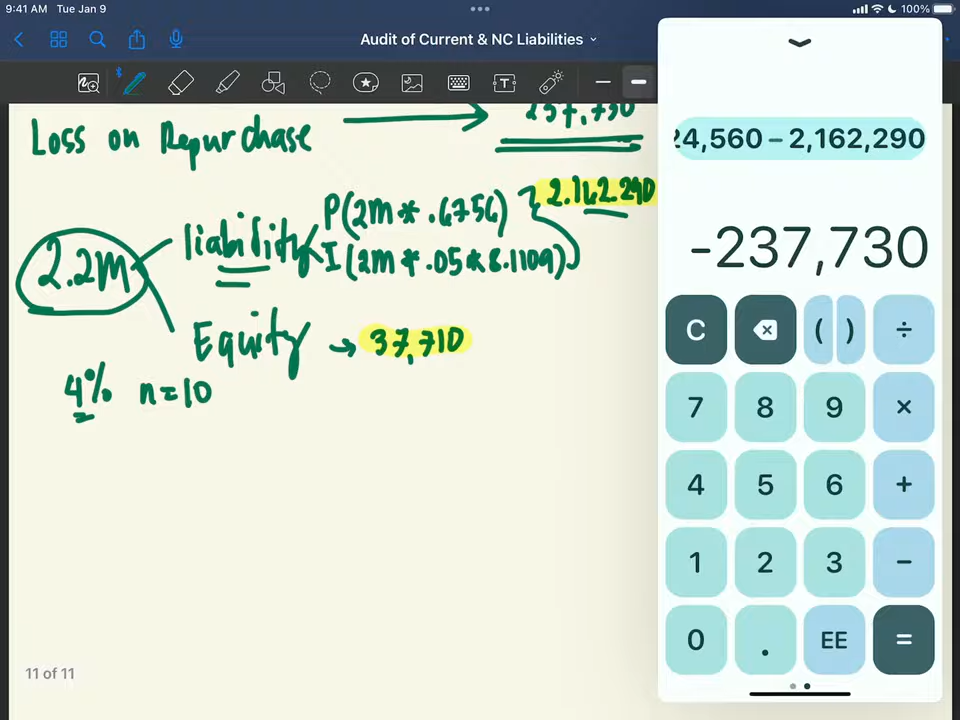 9:41 AM Tue Jan 9
100%
Audit of Current & NC Liabilities
237,730
Loss on Repurchase
2.2m
liability
P(2m * .6756)
I(2m * .05 * 8.1109)
2.162.290
Equity → 37,710
4% n = 10
11 of 11
24,560 − 2,162,290
-237,730
C ( ) ÷
7 8 9 ×
4 5 6 +
1 2 3 −
0 . EE =